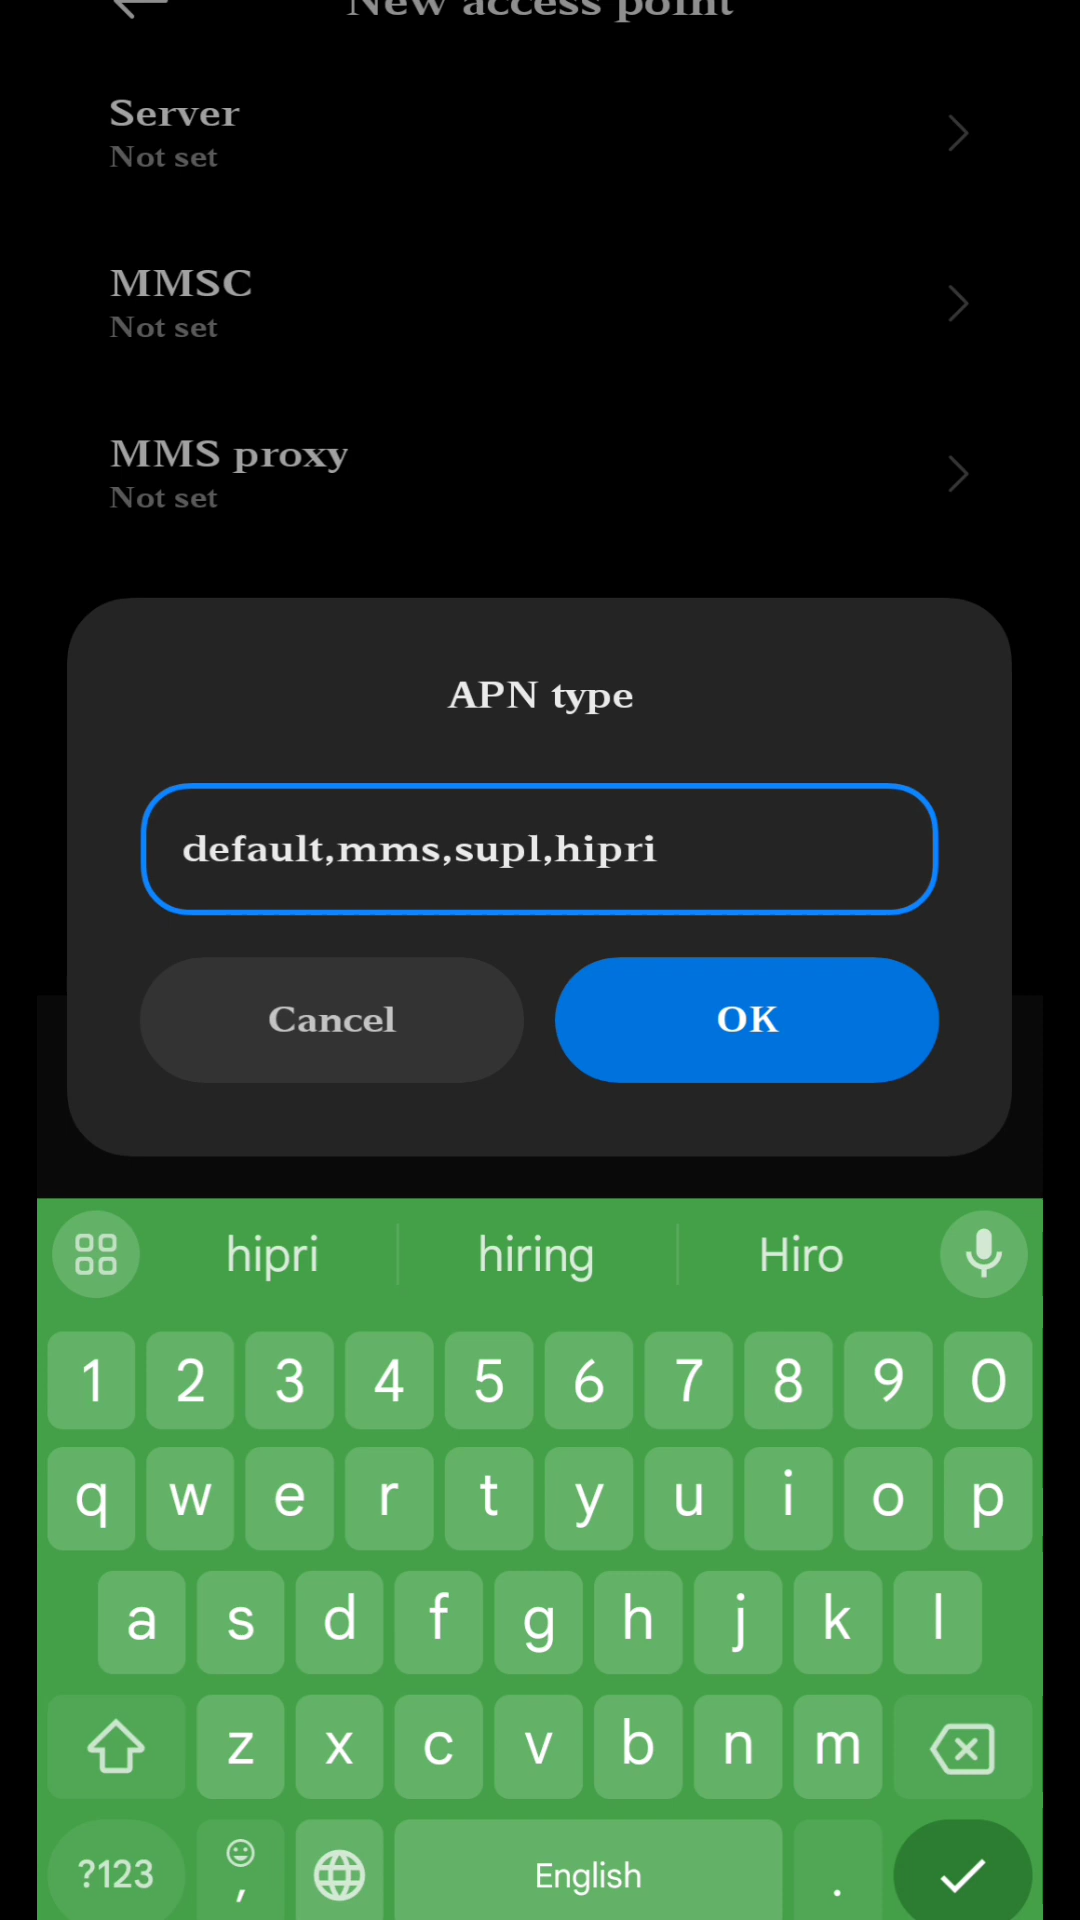 New access point
Server
Not set
MMSC
Not set
MMS proxy
Not set
APN type
default,mms,supl,hipri
Cancel
OK
hipri hiring Hiro
1 2 3 4 5 6 7 8 9 0
q w e r t y u i o p
a s d f g h j k l
z x c v b n m
?123 , English .